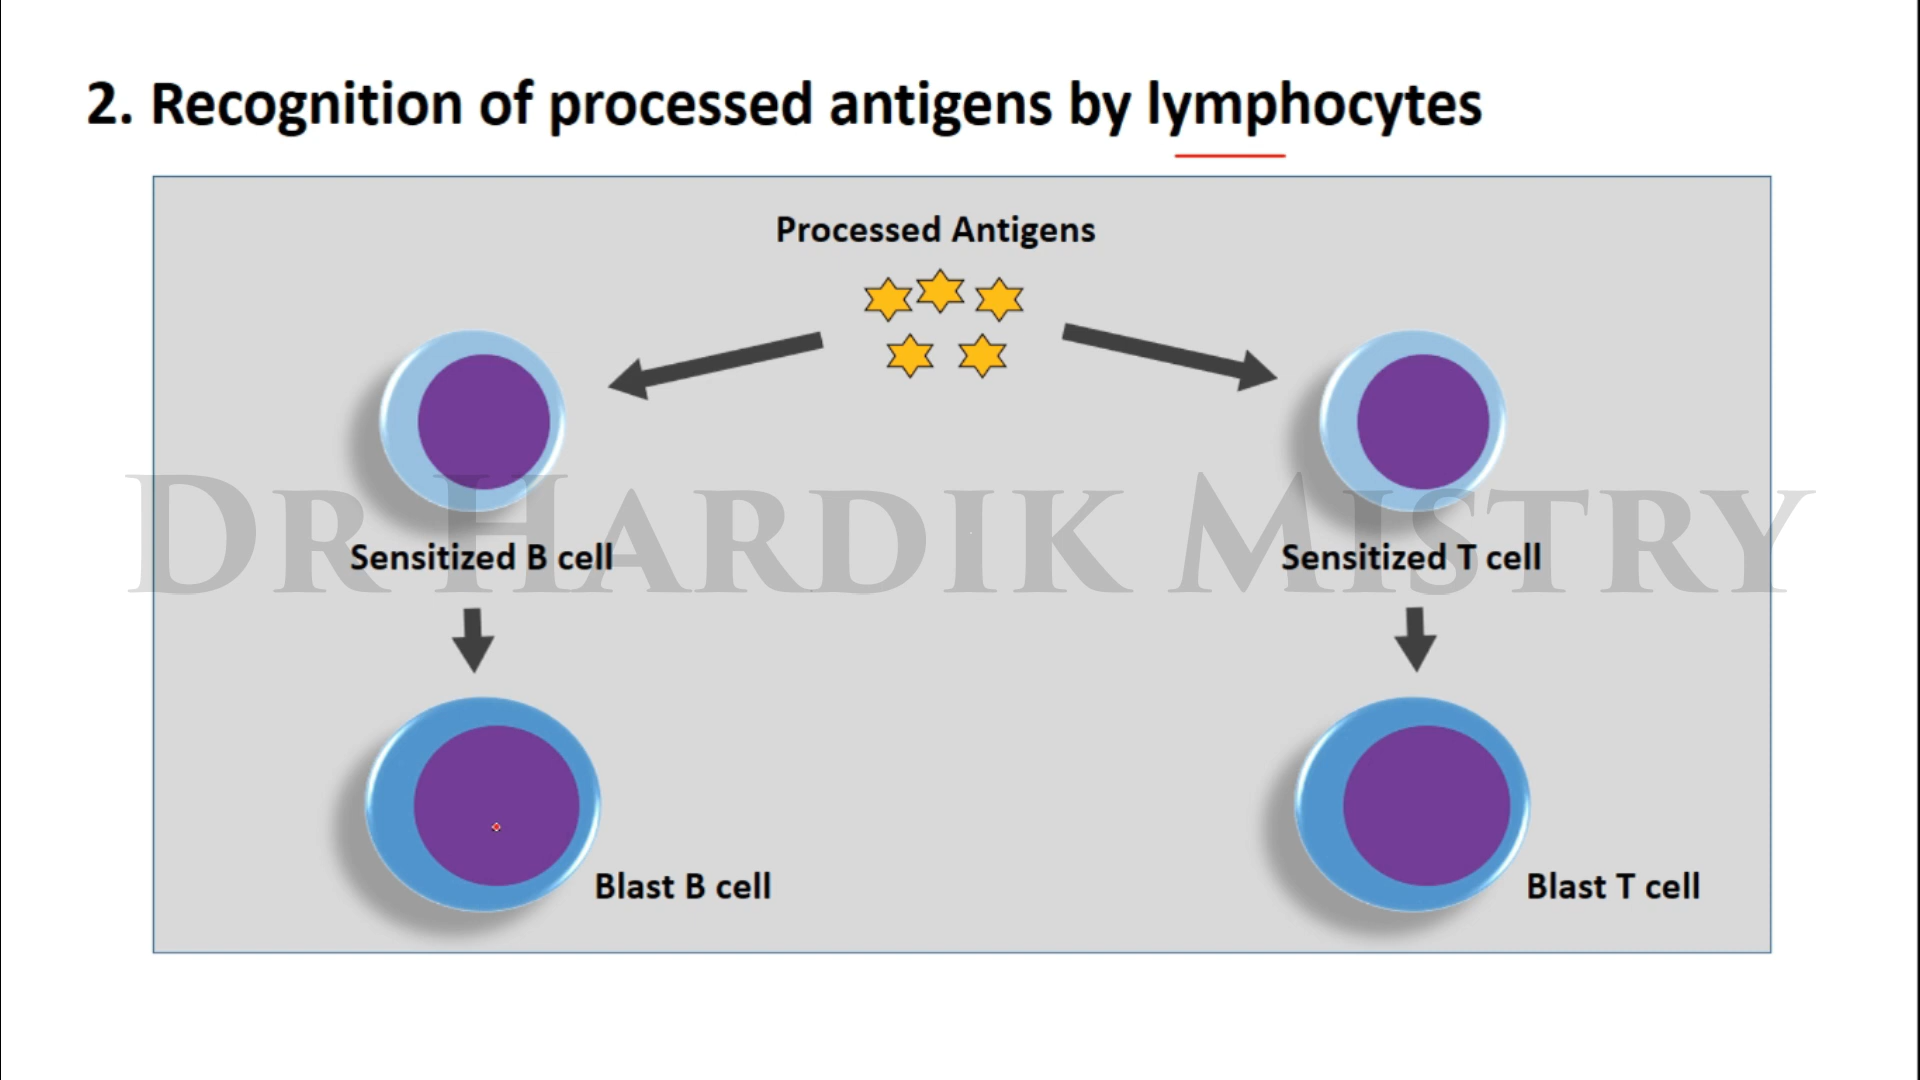 2. Recognition of processed antigens by lymphocytes
Processed Antigens
DR HARDIK MISTRY
Sensitized B cell
Sensitized T cell
Blast B cell
Blast T cell